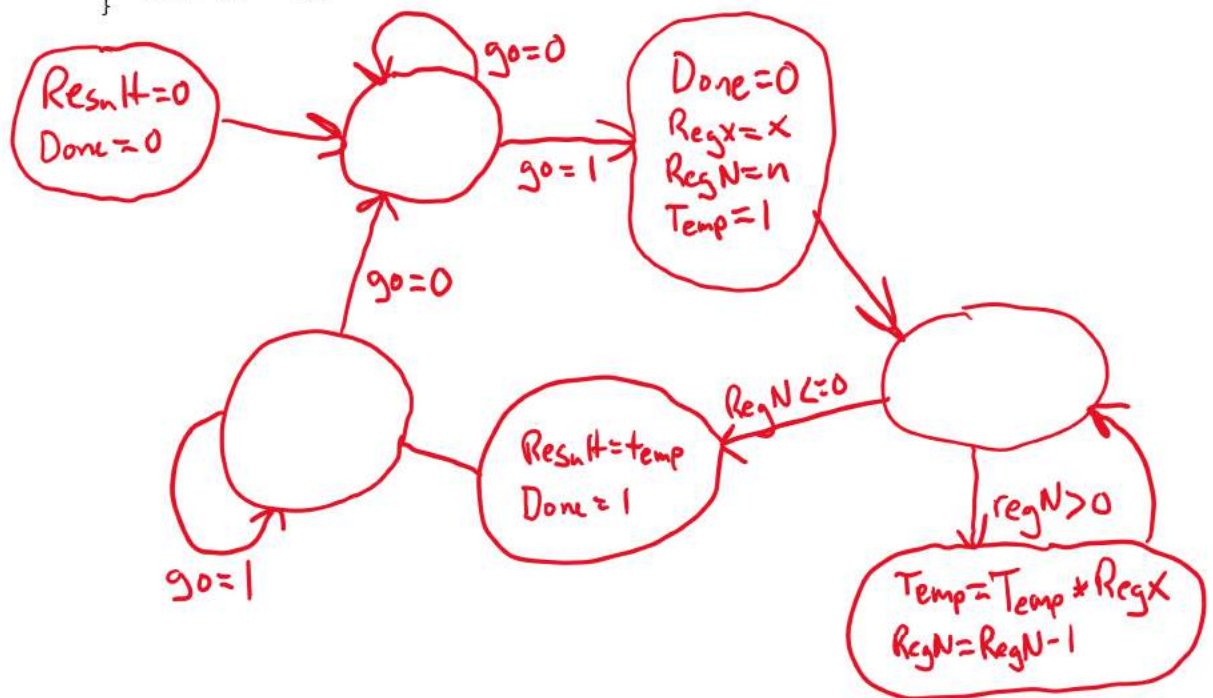 }
go=0
Result=0
Done=0
go=1
Done=0
Regx=x
RegN=n
Temp=1
go=0
RegN<=0
Result=temp
Done=1
regN>0
go=1
Temp=Temp*RegX
RegN=RegN-1